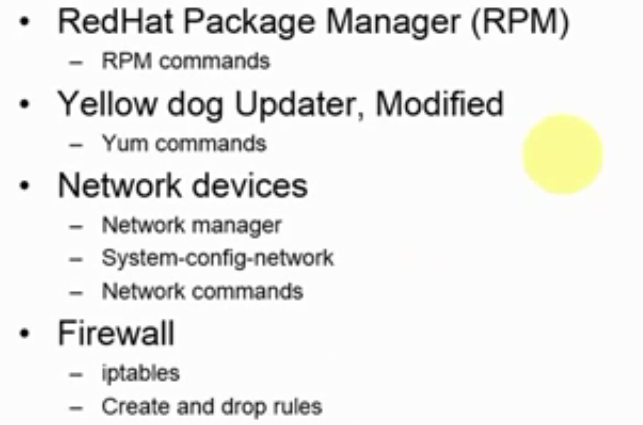 • RedHat Package Manager (RPM)
– RPM commands
• Yellow dog Updater, Modified
– Yum commands
• Network devices
– Network manager
– System-config-network
– Network commands
• Firewall
– iptables
– Create and drop rules